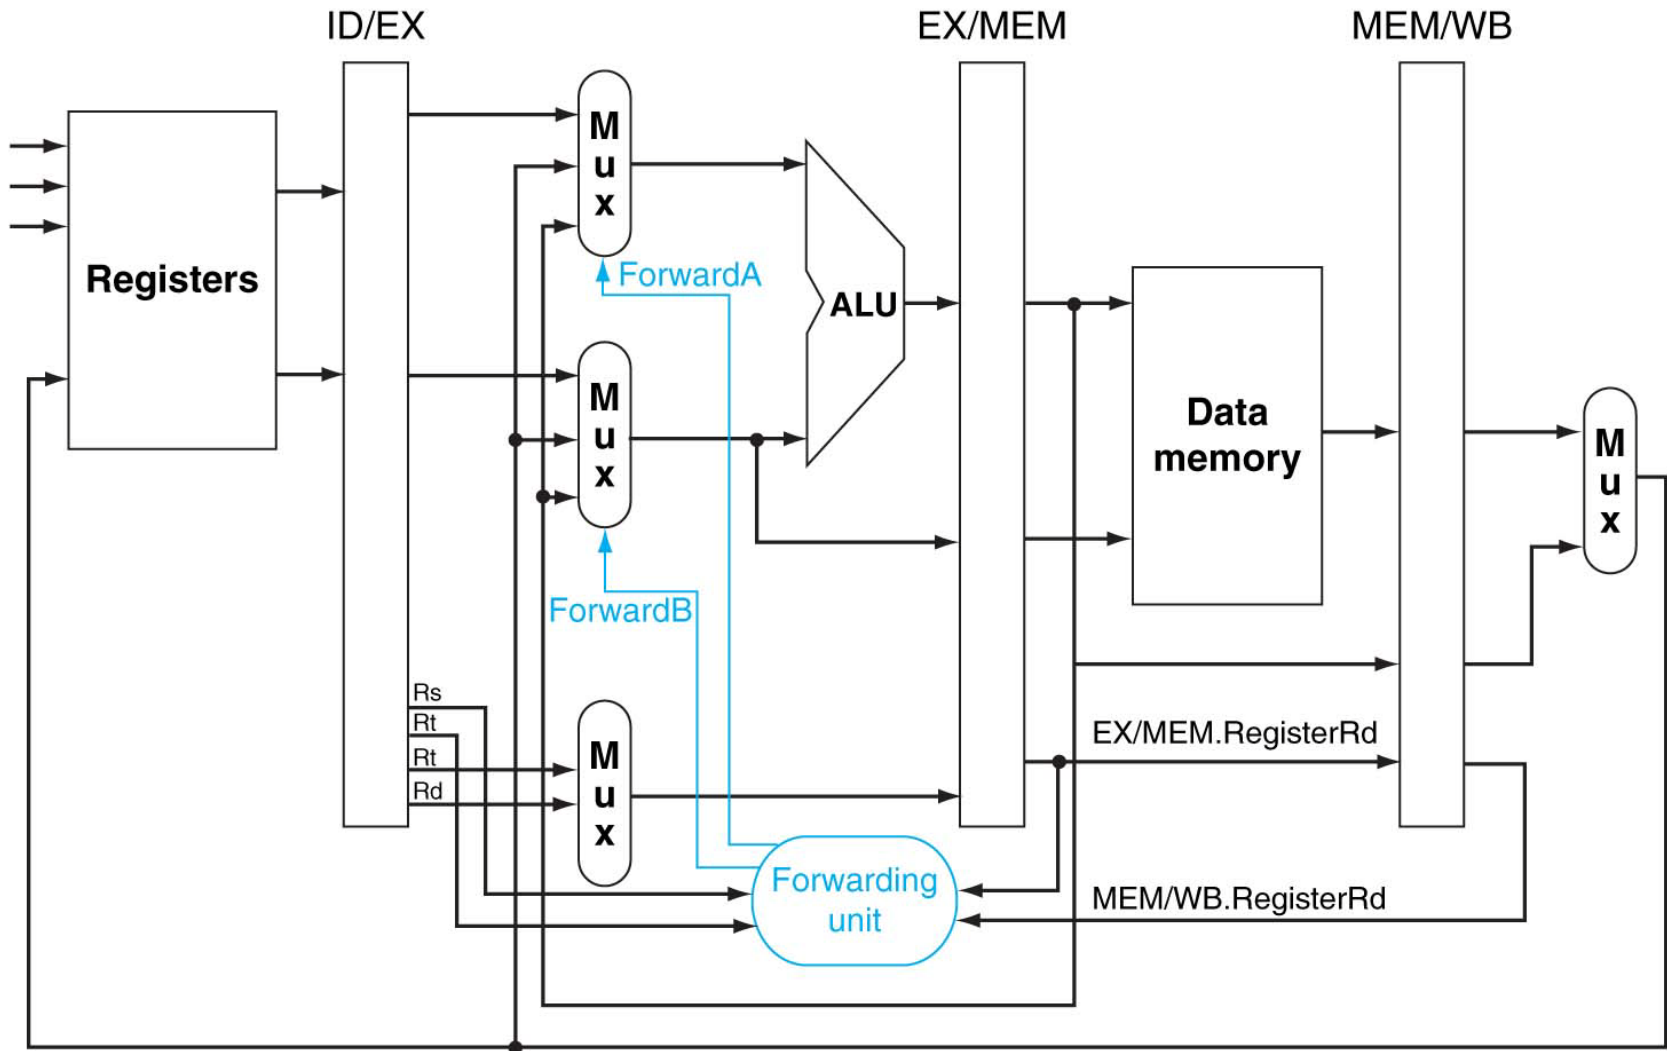 ID/EX
EX/MEM
MEM/WB
Registers
M
u
x
ForwardA
ALU
M
u
x
ForwardB
Data
memory
M
u
x
Rs
Rt
Rt
Rd
M
u
x
EX/MEM.RegisterRd
Forwarding
unit
MEM/WB.RegisterRd